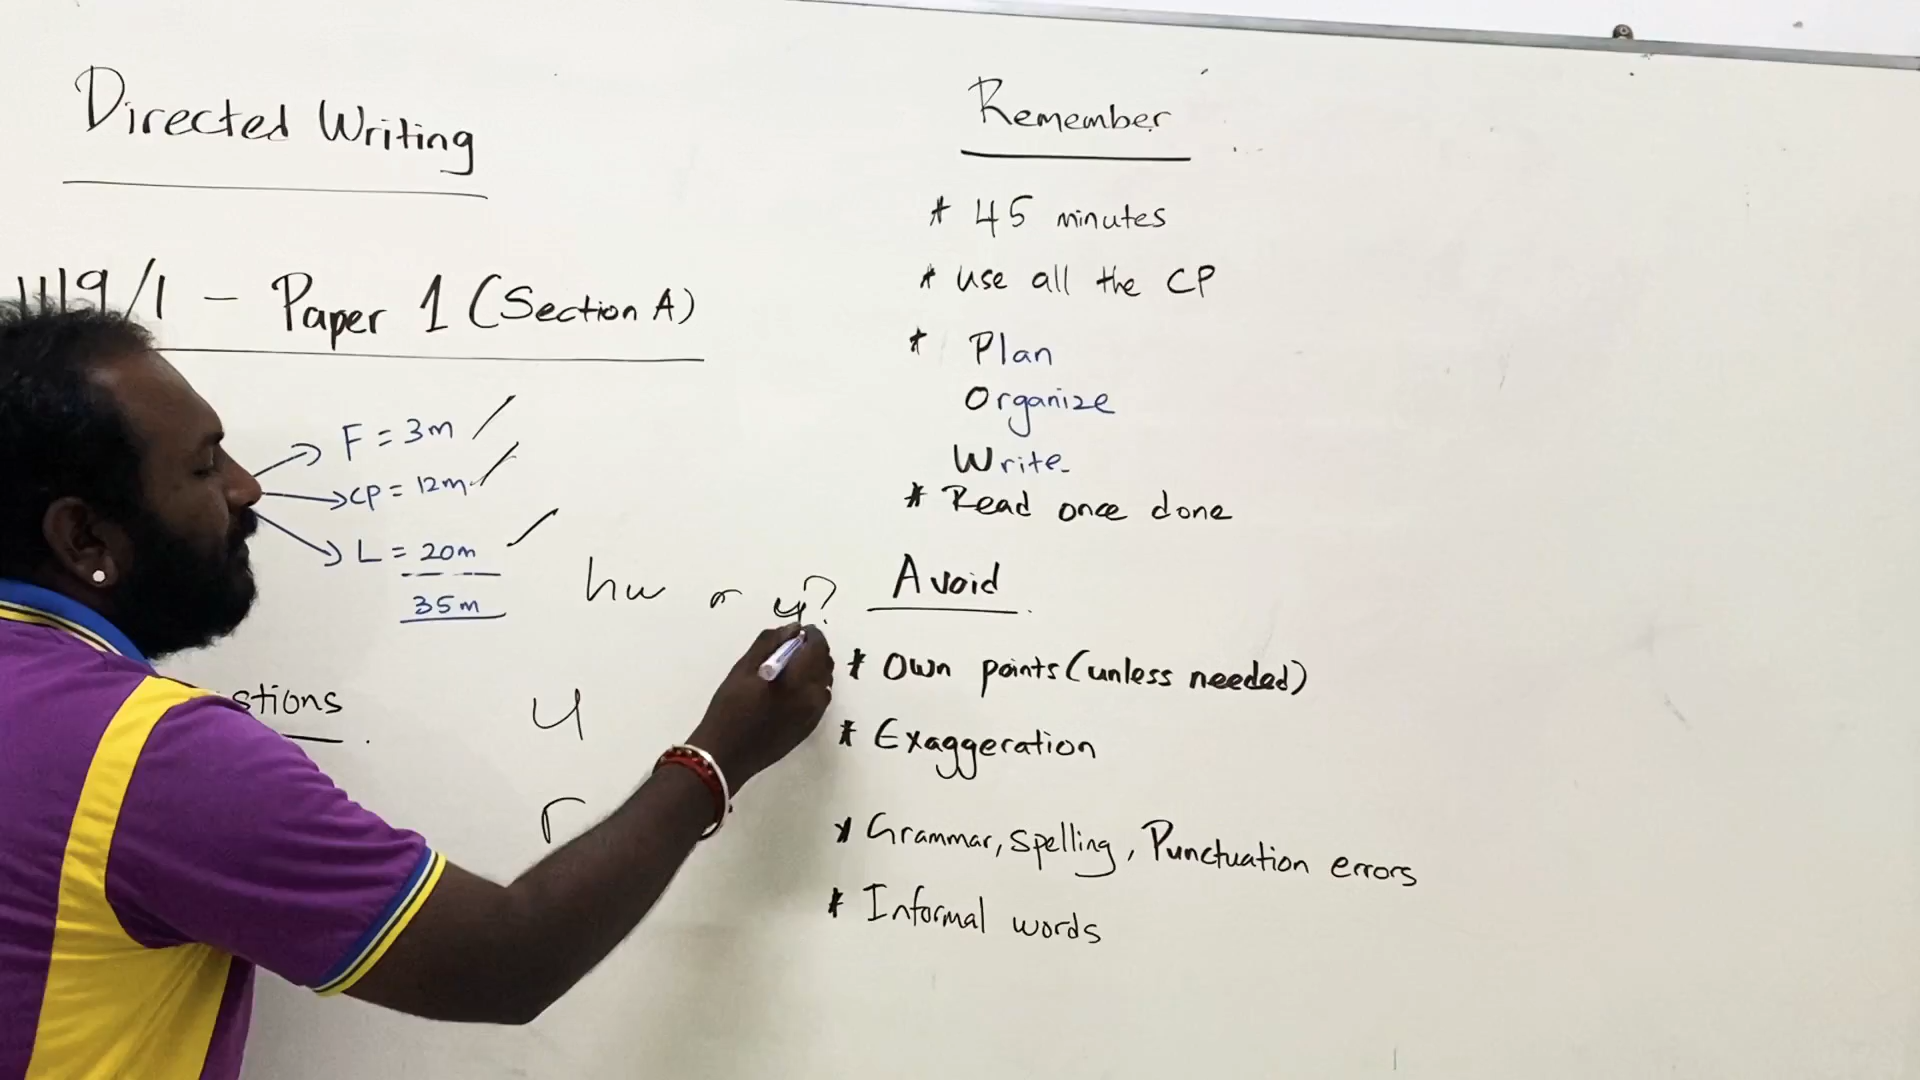 Directed Writing
1119/1 - Paper 1 (Section A)
F = 3m
CP = 12m
L = 20m
35m
stions
hw r u?
u
r
Remember
* 45 minutes
* use all the CP
* Plan
Organize
Write
* Read once done
Avoid
* Own points (unless needed)
* Exaggeration
* Grammar, Spelling, Punctuation errors
* Informal words